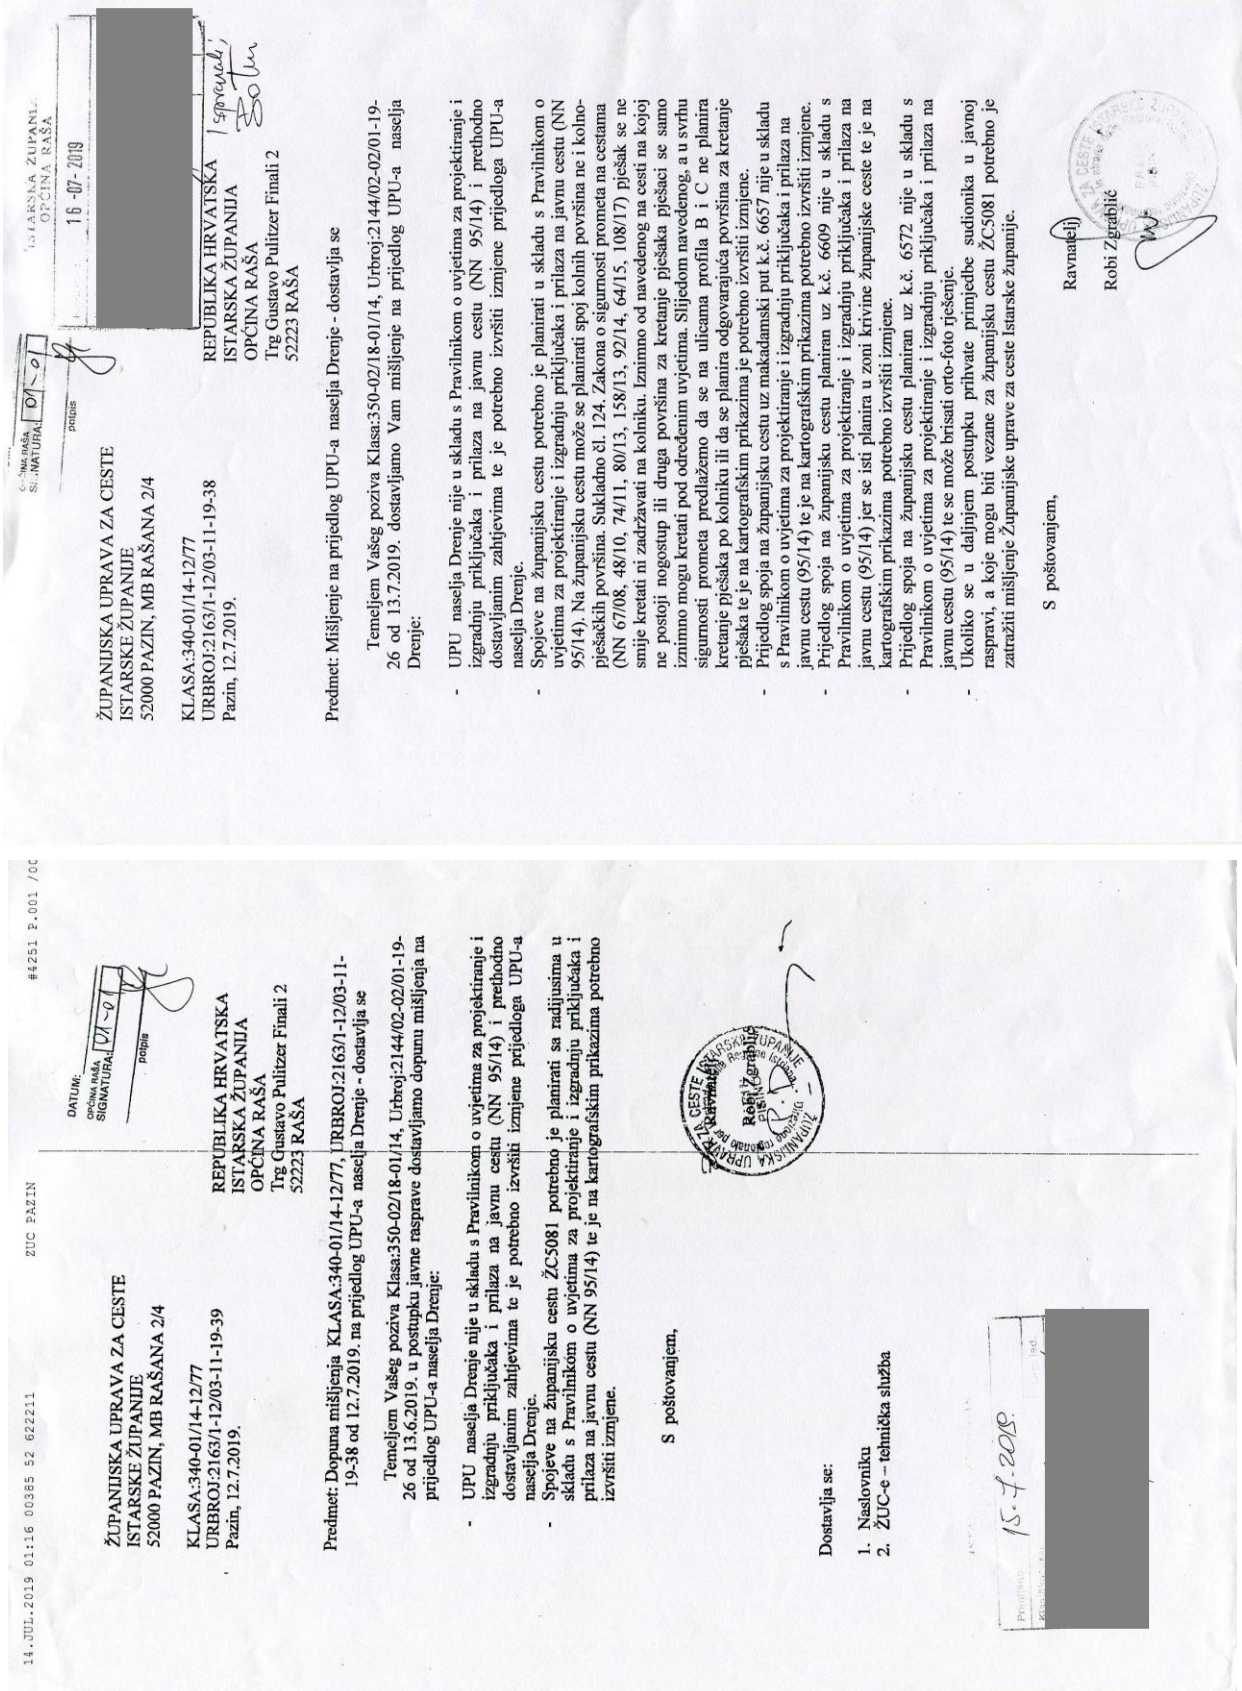 OPĆINA RAŠA
SIGNATURA: 01-01
potpis
ISTARSKA ŽUPANI
OPĆINA RAŠA
16-07-2019
ŽUPANIJSKA UPRAVA ZA CESTE
ISTARSKE ŽUPANIJE
52000 PAZIN, MB RAŠANA 2/4
KLASA:340-01/14-12/77
URBROJ:2163/1-12/03-11-19-38
Pazin, 12.7.2019.
REPUBLIKA HRVATSKA
ISTARSKA ŽUPANIJA
OPĆINA RAŠA
Trg Gustavo Pulitzer Finali 2
52223 RAŠA
Predmet: Mišljenje na prijedlog UPU-a naselja Drenje - dostavlja se
Temeljem Vašeg poziva Klasa:350-02/18-01/14, Urbroj:2144/02-02/01-19-
26 od 13.7.2019. dostavljamo Vam mišljenje na prijedlog UPU-a naselja
Drenje:
- UPU naselja Drenje nije u skladu s Pravilnikom o uvjetima za projektiranje i
izgradnju priključaka i prilaza na javnu cestu (NN 95/14) i prethodno
dostavljanim zahtjevima te je potrebno izvršiti izmjene prijedloga UPU-a
naselja Drenje.
- Spojeve na županijsku cestu potrebno je planirati u skladu s Pravilnikom o
uvjetima za projektiranje i izgradnju priključaka i prilaza na javnu cestu (NN
95/14). Na županijsku cestu može se planirati spoj kolnih površina ne i kolno-
pješačkih površina. Sukladno čl. 124. Zakona o sigurnosti prometa na cestama
(NN 67/08, 48/10, 74/11, 80/13, 158/13, 92/14, 64/15, 108/17) pješak se ne
smije kretati ni zadržavati na kolniku. Iznimno od navedenog na cesti na kojoj
ne postoji nogostup ili druga površina za kretanje pješaka pješaci se samo
iznimno mogu kretati pod određenim uvjetima. Slijedom navedenog, a u svrhu
sigurnosti prometa predlažemo da se na ulicama profila B i C ne planira
kretanje pješaka po kolniku ili da se planira odgovarajuća površina za kretanje
pješaka te je na kartografskim prikazima je potrebno izvršiti izmjene.
- Prijedlog spoja na županijsku cestu uz makadamski put k.č. 6657 nije u skladu
s Pravilnikom o uvjetima za projektiranje i izgradnju priključaka i prilaza na
javnu cestu (95/14) te je na kartografskim prikazima potrebno izvršiti izmjene.
- Prijedlog spoja na županijsku cestu planiran uz k.č. 6609 nije u skladu s
Pravilnikom o uvjetima za projektiranje i izgradnju priključaka i prilaza na
javnu cestu (95/14) jer se isti planira u zoni krivine županijske ceste te je na
kartografskim prikazima potrebno izvršiti izmjene.
- Prijedlog spoja na županijsku cestu planiran uz k.č. 6572 nije u skladu s
Pravilnikom o uvjetima za projektiranje i izgradnju priključaka i prilaza na
javnu cestu (95/14) te se može brisati orto-foto rješenje.
- Ukoliko se u daljnjem postupku prihvate primjedbe sudionika u javnoj
raspravi, a koje mogu biti vezane za županijsku cestu ŽC5081 potrebno je
zatražiti mišljenje Županijske uprave za ceste Istarske županije.
S poštovanjem,
Ravnatelj
Robi Zgrablić
14.JUL.2019 01:16 00385 52 622211 ZUC PAZIN #4251 P.001 /00
DATUM:
OPĆINA RAŠA
SIGNATURA: 01-01
potpis
ŽUPANIJSKA UPRAVA ZA CESTE
ISTARSKE ŽUPANIJE
52000 PAZIN, MB RAŠANA 2/4
KLASA:340-01/14-12/77
URBROJ:2163/1-12/03-11-19-39
Pazin, 12.7.2019.
REPUBLIKA HRVATSKA
ISTARSKA ŽUPANIJA
OPĆINA RAŠA
Trg Gustavo Pulitzer Finali 2
52223 RAŠA
Predmet: Dopuna mišljenja KLASA:340-01/14-12/77, URBROJ:2163/1-12/03-11-
19-38 od 12.7.2019. na prijedlog UPU-a naselja Drenje - dostavlja se
Temeljem Vašeg poziva Klasa:350-02/18-01/14, Urbroj:2144/02-02/01-19-
26 od 13.6.2019. u postupku javne rasprave dostavljamo dopunu mišljenja na
prijedlog UPU-a naselja Drenje:
- UPU naselja Drenje nije u skladu s Pravilnikom o uvjetima za projektiranje i
izgradnju priključaka i prilaza na javnu cestu (NN 95/14) i prethodno
dostavljanim zahtjevima te je potrebno izvršiti izmjene prijedloga UPU-a
naselja Drenje.
- Spojeve na županijsku cestu ŽC5081 potrebno je planirati sa radijusima u
skladu s Pravilnikom o uvjetima za projektiranje i izgradnju priključaka i
prilaza na javnu cestu (NN 95/14) te je na kartografskim prikazima potrebno
izvršiti izmjene.
S poštovanjem,
ŽUPANIJSKA UPRAVA ZA CESTE ISTARSKE ŽUPANIJE
Ravnatelj
Robi Zgrablić
Dostavlja se:
1. Naslovniku
2. ŽUC-e – tehnička služba
15.7.2019.